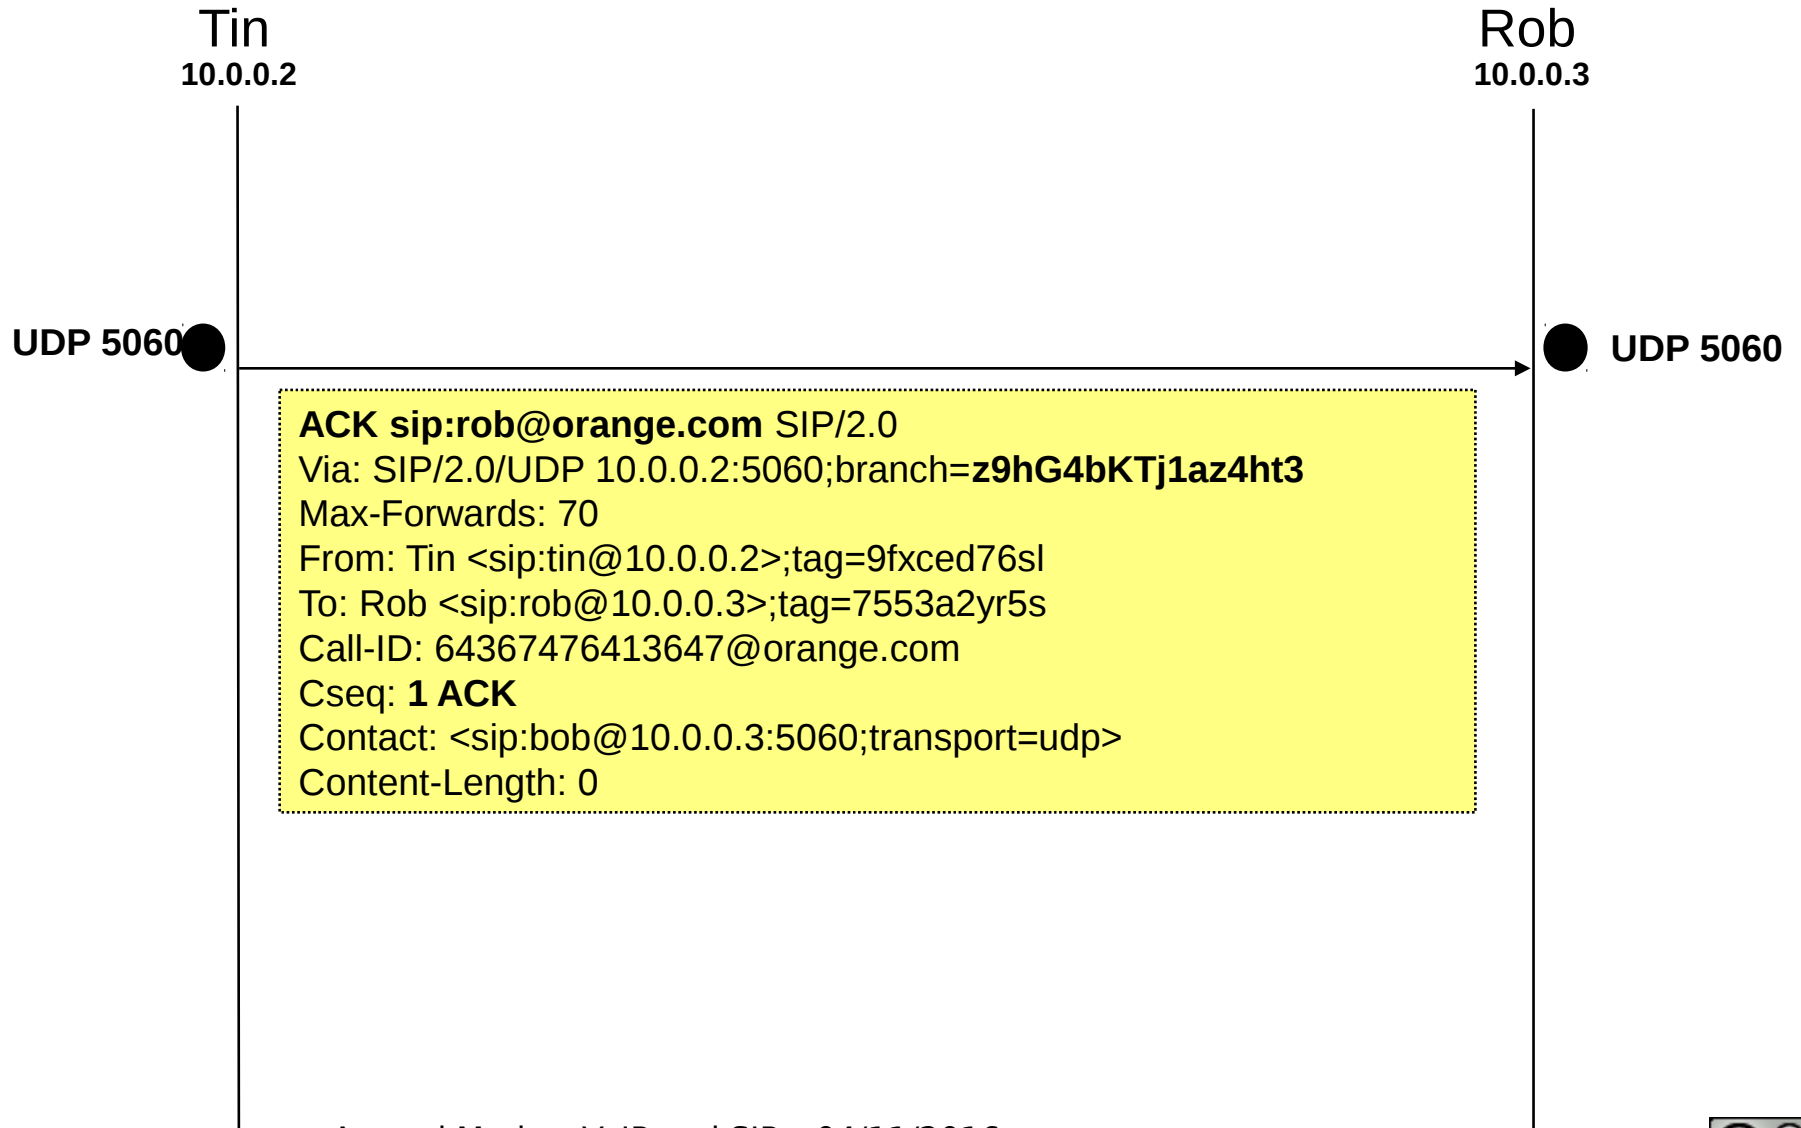 Tin
10.0.0.2
Rob
10.0.0.3
UDP 5060
UDP 5060
ACK sip:rob@orange.com SIP/2.0
Via: SIP/2.0/UDP 10.0.0.2:5060;branch=z9hG4bKTj1az4ht3
Max-Forwards: 70
From: Tin <sip:tin@10.0.0.2>;tag=9fxced76sl
To: Rob <sip:rob@10.0.0.3>;tag=7553a2yr5s
Call-ID: 64367476413647@orange.com
Cseq: 1 ACK
Contact: <sip:bob@10.0.0.3:5060;transport=udp>
Content-Length: 0